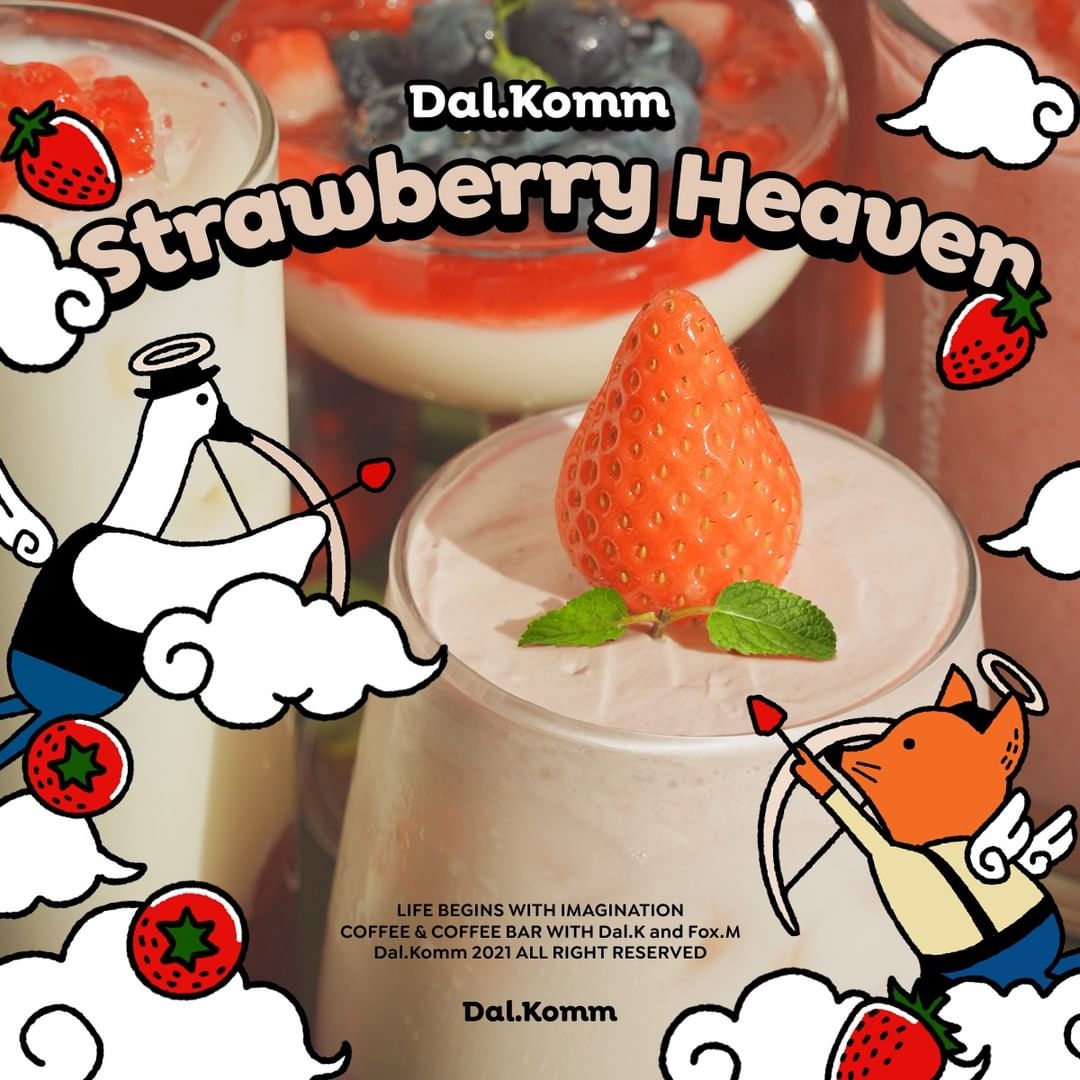 Dal.Komm
Strawberry Heaven
LIFE BEGINS WITH IMAGINATION
COFFEE & COFFEE BAR WITH Dal.K and Fox.M
Dal.Komm 2021 ALL RIGHT RESERVED
Dal.Komm